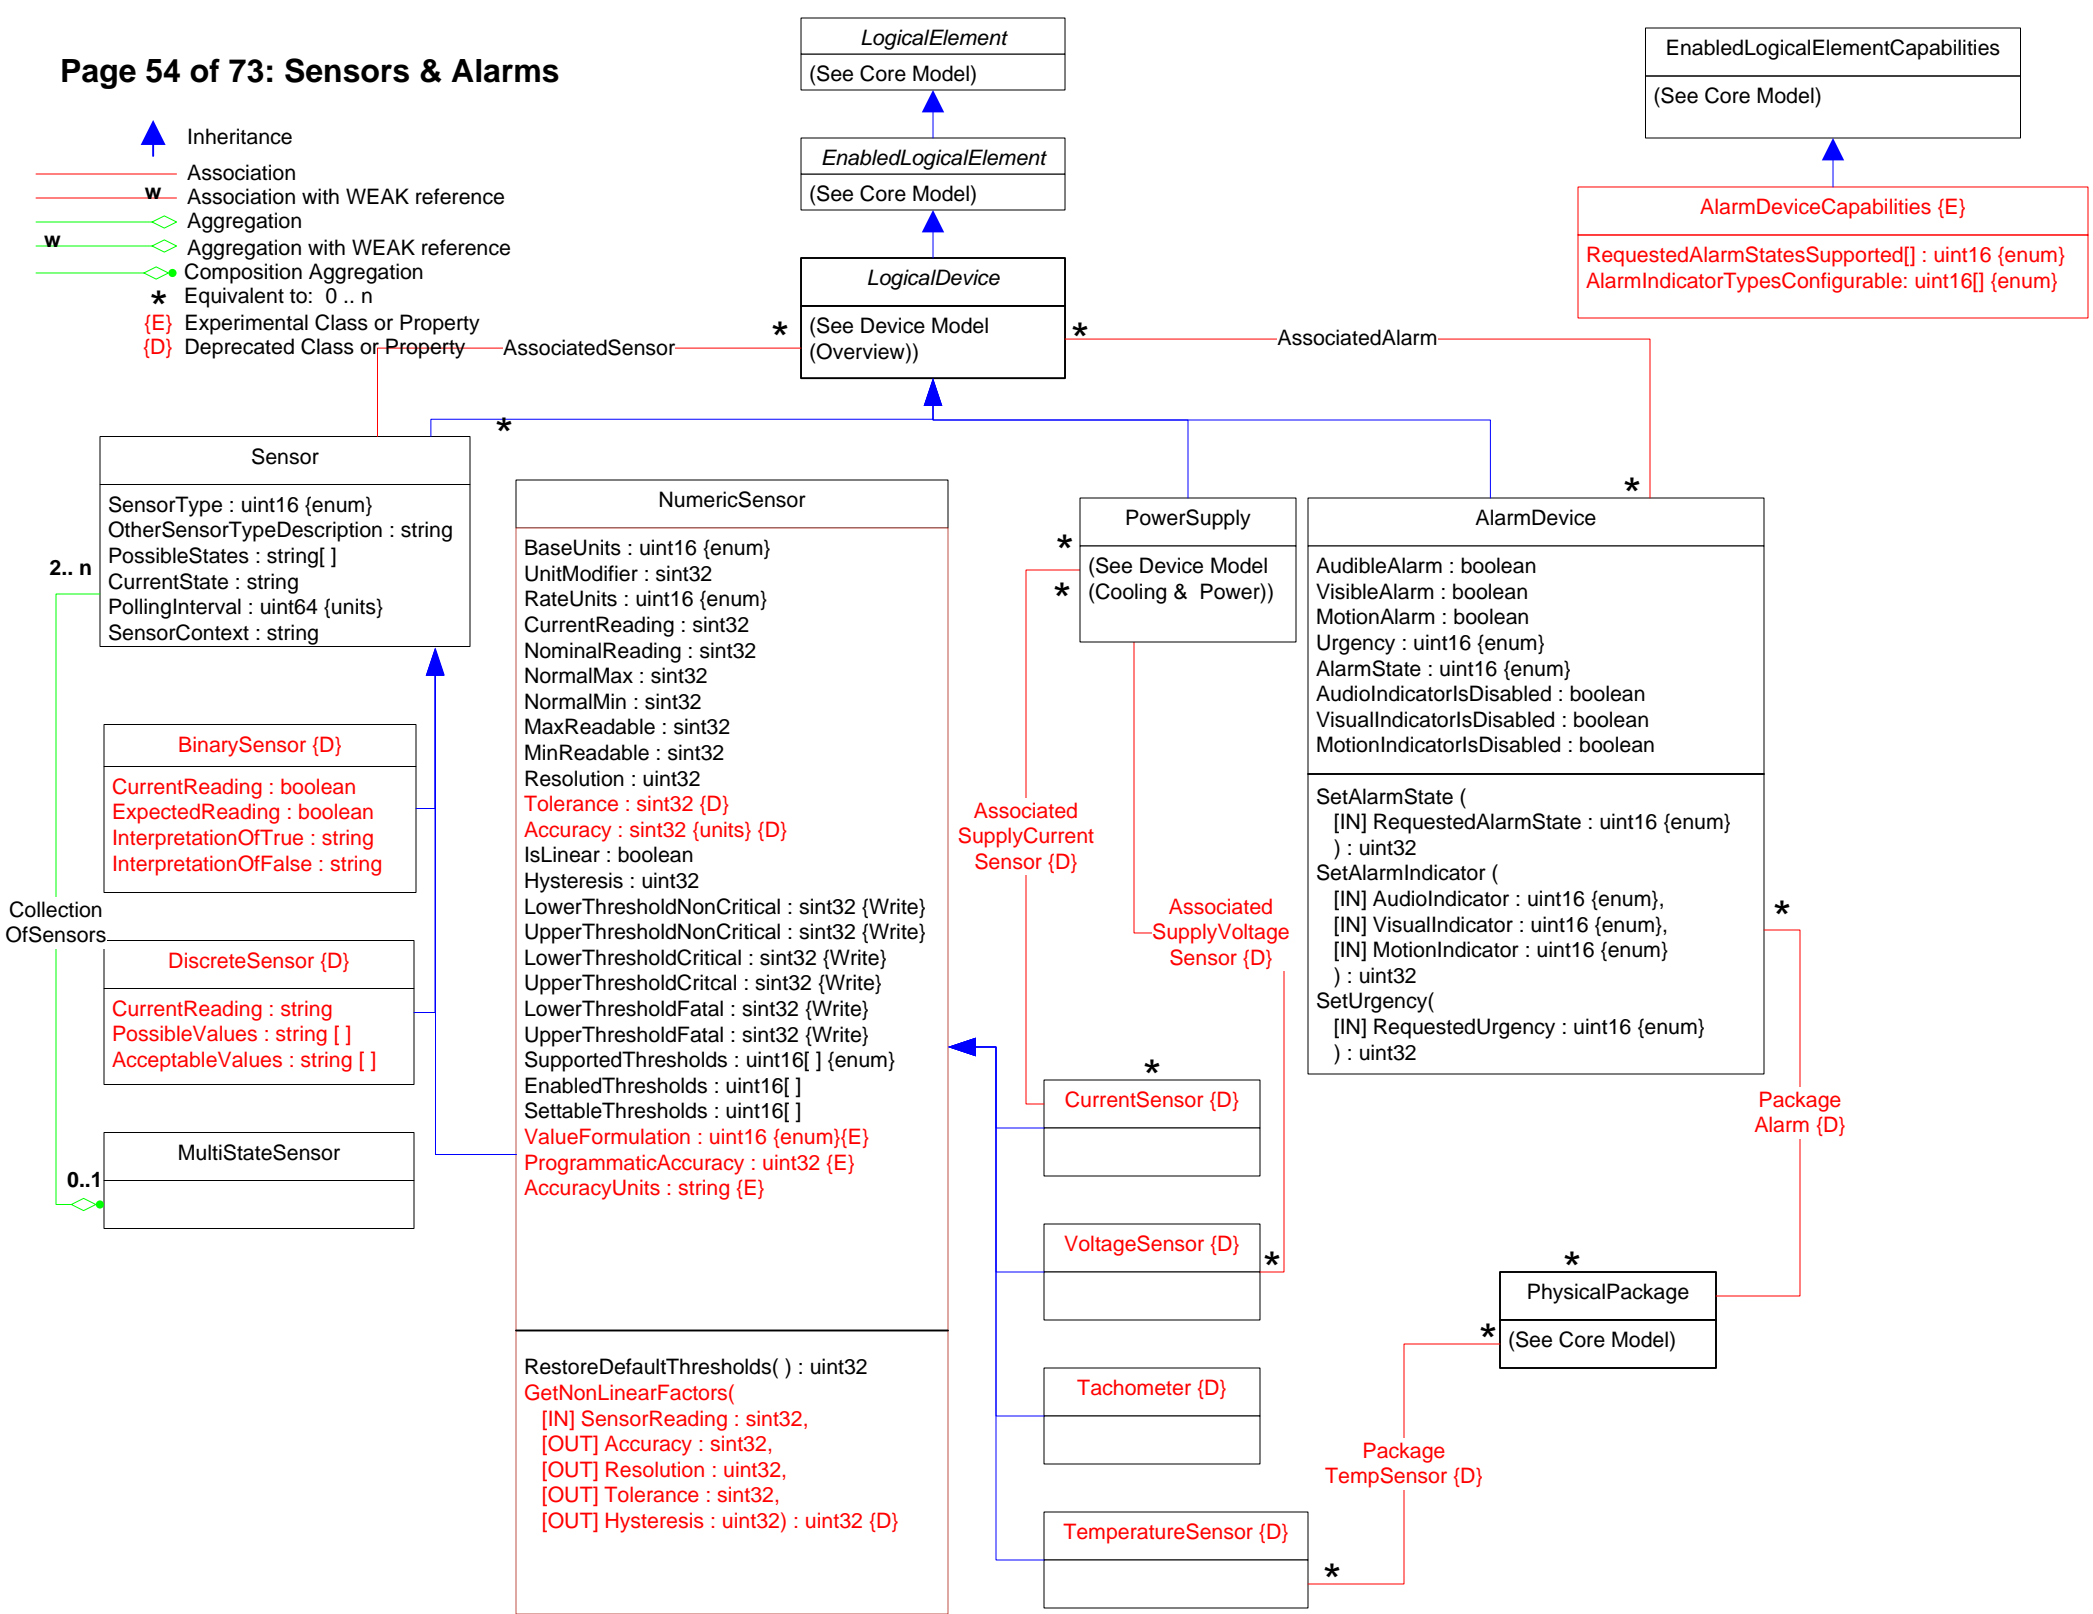 Page 54 of 73: Sensors & Alarms
Inheritance
Association
w
Association with WEAK reference
Aggregation
w
Aggregation with WEAK reference
Composition Aggregation
* Equivalent to: 0 .. n
{E} Experimental Class or Property
{D} Deprecated Class or Property
LogicalElement
(See Core Model)
EnabledLogicalElement
(See Core Model)
LogicalDevice
(See Device Model
(Overview))
EnabledLogicalElementCapabilities
(See Core Model)
AlarmDeviceCapabilities {E}
RequestedAlarmStatesSupported[] : uint16 {enum}
AlarmIndicatorTypesConfigurable: uint16[] {enum}
*
AssociatedSensor
*
AssociatedAlarm
*
*
Sensor
SensorType : uint16 {enum}
OtherSensorTypeDescription : string
PossibleStates : string[ ]
CurrentState : string
PollingInterval : uint64 {units}
SensorContext : string
2.. n
BinarySensor {D}
CurrentReading : boolean
ExpectedReading : boolean
InterpretationOfTrue : string
InterpretationOfFalse : string
Collection
OfSensors
DiscreteSensor {D}
CurrentReading : string
PossibleValues : string [ ]
AcceptableValues : string [ ]
MultiStateSensor
0..1
NumericSensor
BaseUnits : uint16 {enum}
UnitModifier : sint32
RateUnits : uint16 {enum}
CurrentReading : sint32
NominalReading : sint32
NormalMax : sint32
NormalMin : sint32
MaxReadable : sint32
MinReadable : sint32
Resolution : uint32
Tolerance : sint32 {D}
Accuracy : sint32 {units} {D}
IsLinear : boolean
Hysteresis : uint32
LowerThresholdNonCritical : sint32 {Write}
UpperThresholdNonCritical : sint32 {Write}
LowerThresholdCritical : sint32 {Write}
UpperThresholdCritcal : sint32 {Write}
LowerThresholdFatal : sint32 {Write}
UpperThresholdFatal : sint32 {Write}
SupportedThresholds : uint16[ ] {enum}
EnabledThresholds : uint16[ ]
SettableThresholds : uint16[ ]
ValueFormulation : uint16 {enum}{E}
ProgrammaticAccuracy : uint32 {E}
AccuracyUnits : string {E}
RestoreDefaultThresholds( ) : uint32
GetNonLinearFactors(
[IN] SensorReading : sint32,
[OUT] Accuracy : sint32,
[OUT] Resolution : uint32,
[OUT] Tolerance : sint32,
[OUT] Hysteresis : uint32) : uint32 {D}
PowerSupply
(See Device Model
(Cooling & Power))
*
*
Associated
SupplyCurrent
Sensor {D}
Associated
SupplyVoltage
Sensor {D}
*
CurrentSensor {D}
VoltageSensor {D}
*
Tachometer {D}
TemperatureSensor {D}
*
AlarmDevice
AudibleAlarm : boolean
VisibleAlarm : boolean
MotionAlarm : boolean
Urgency : uint16 {enum}
AlarmState : uint16 {enum}
AudioIndicatorIsDisabled : boolean
VisualIndicatorIsDisabled : boolean
MotionIndicatorIsDisabled : boolean
SetAlarmState (
[IN] RequestedAlarmState : uint16 {enum}
) : uint32
SetAlarmIndicator (
[IN] AudioIndicator : uint16 {enum},
[IN] VisualIndicator : uint16 {enum},
[IN] MotionIndicator : uint16 {enum}
) : uint32
SetUrgency(
[IN] RequestedUrgency : uint16 {enum}
) : uint32
*
Package
Alarm {D}
*
PhysicalPackage
(See Core Model)
*
Package
TempSensor {D}